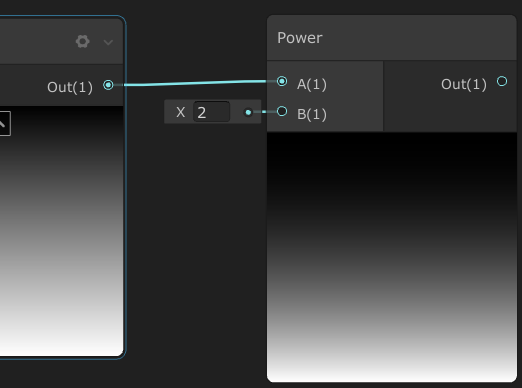 Power
Out(1)
A(1)
Out(1)
X 2
B(1)